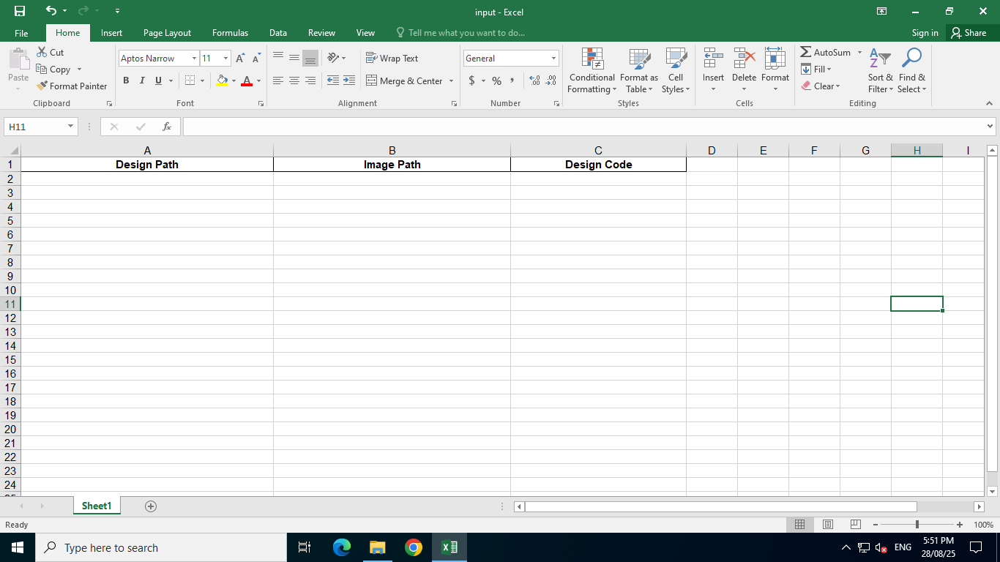 input - Excel
File Home Insert Page Layout Formulas Data Review View Tell me what you want to do... Sign in Share
Paste
Cut
Copy
Format Painter
Clipboard
Aptos Narrow 11
B I U
Font
Wrap Text
Merge & Center
Alignment
General
$ % ,
Number
Conditional Formatting
Format as Table
Cell Styles
Styles
Insert
Delete
Format
Cells
AutoSum
Fill
Clear
Sort & Filter
Find & Select
Editing
H11 fx
A B C D E F G H I
1 Design Path Image Path Design Code
2
3
4
5
6
7
8
9
10
11
12
13
14
15
16
17
18
19
20
21
22
23
24
Sheet1
Ready 100%
Type here to search
ENG
5:51 PM
28/08/25